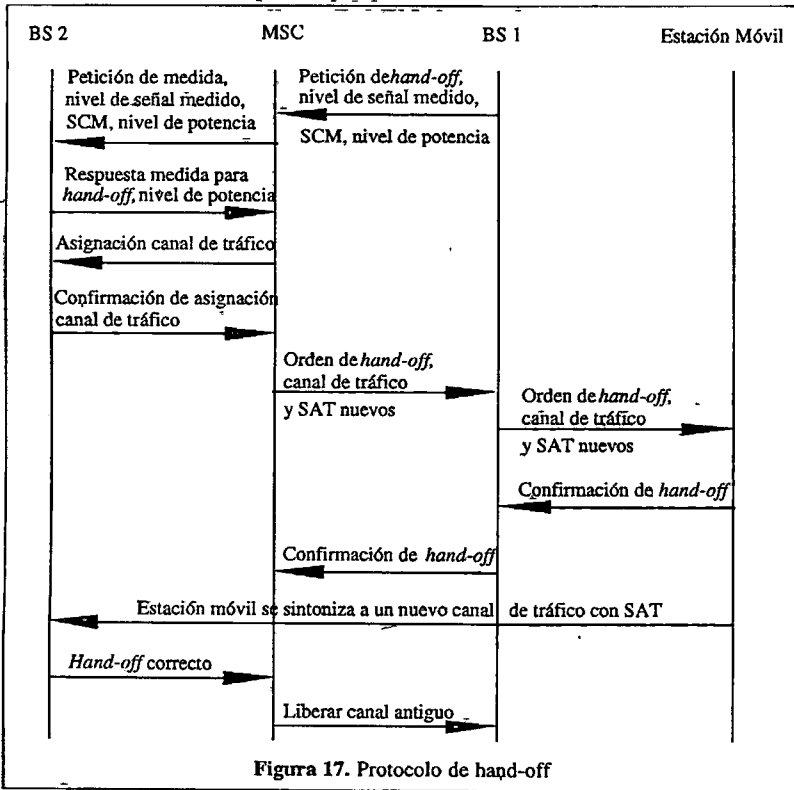 BS 2 MSC BS 1 Estación Móvil
Petición de medida,
nivel de señal medido,
SCM, nivel de potencia
Petición de hand-off,
nivel de señal medido,
SCM, nivel de potencia
Respuesta medida para
hand-off, nivel de potencia
Asignación canal de tráfico
Confirmación de asignación
canal de tráfico
Orden de hand-off,
canal de tráfico
y SAT nuevos
Orden de hand-off,
canal de tráfico
y SAT nuevos
Confirmación de hand-off
Confirmación de hand-off
Estación móvil se sintoniza a un nuevo canal de tráfico con SAT
Hand-off correcto
Liberar canal antiguo
Figura 17. Protocolo de hand-off